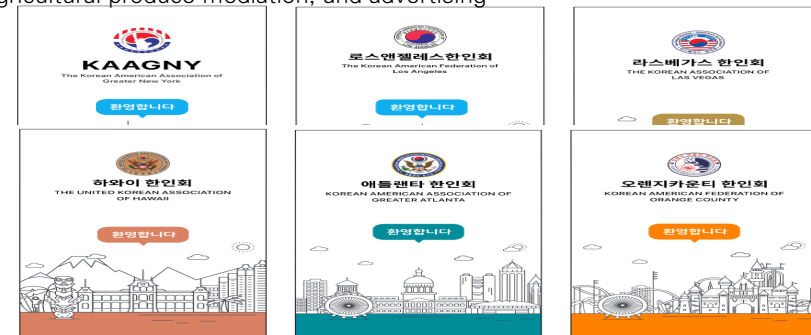 gricultural produce mediation, and advertising
KAAGNY
The Korean American Association of
Greater New York
환영합니다
로스앤젤레스한인회
The Korean American Federation of
Los Angeles
환영합니다
라스베가스 한인회
THE KOREAN ASSOCIATION OF
LAS VEGAS
환영합니다
하와이 한인회
THE UNITED KOREAN ASSOCIATION
OF HAWAII
환영합니다
애틀랜타 한인회
KOREAN AMERICAN ASSOCIATION OF
GREATER ATLANTA
환영합니다
오렌지카운티 한인회
KOREAN AMERICAN FEDERATION OF
ORANGE COUNTY
환영합니다